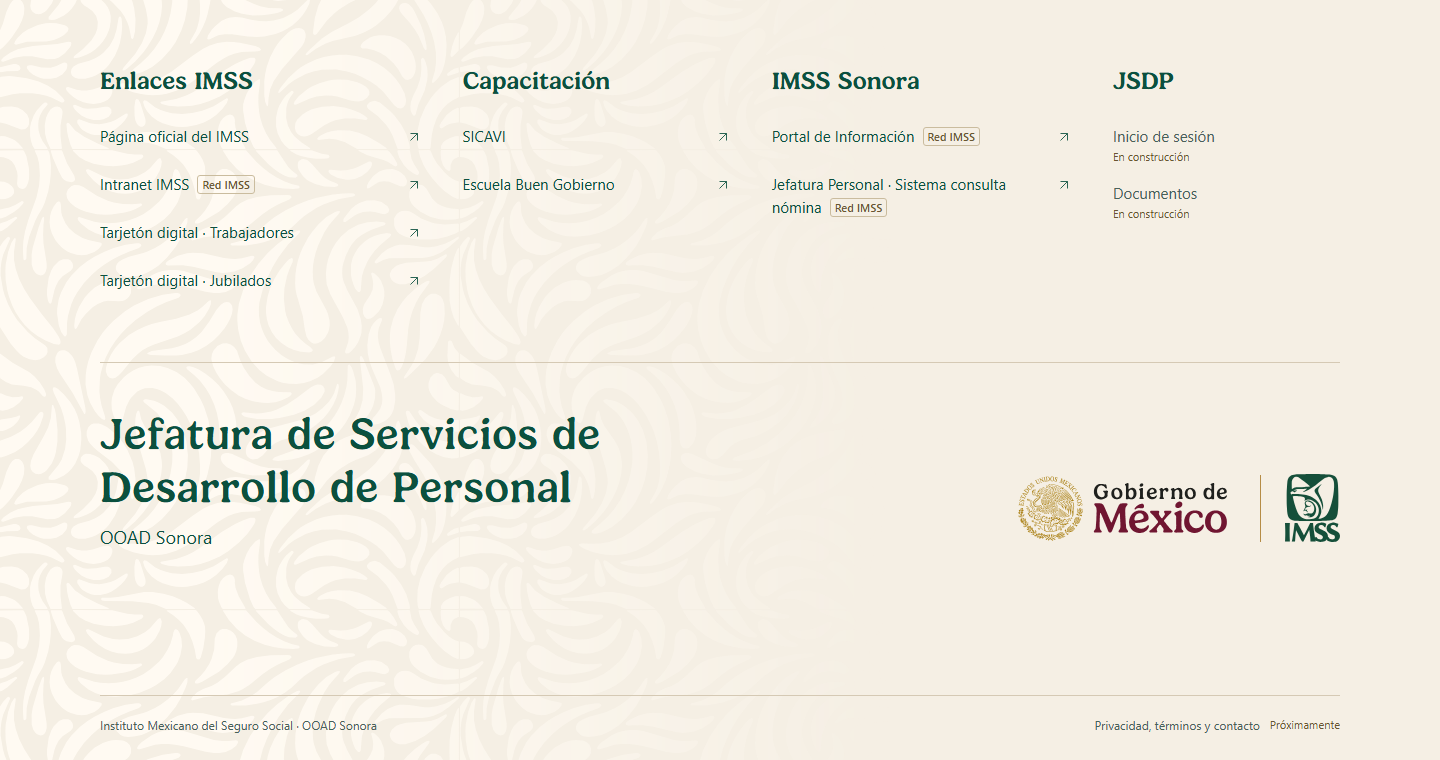 Enlaces IMSS
Página oficial del IMSS
Intranet IMSS Red IMSS
Tarjetón digital · Trabajadores
Tarjetón digital · Jubilados
Capacitación
SICAVI
Escuela Buen Gobierno
IMSS Sonora
Portal de Información Red IMSS
Jefatura Personal · Sistema consulta
nómina Red IMSS
JSDP
Inicio de sesión
En construcción
Documentos
En construcción
Jefatura de Servicios de
Desarrollo de Personal
OOAD Sonora
ESTADOS UNIDOS MEXICANOS
Gobierno de
México
IMSS
Instituto Mexicano del Seguro Social · OOAD Sonora
Privacidad, términos y contacto Próximamente